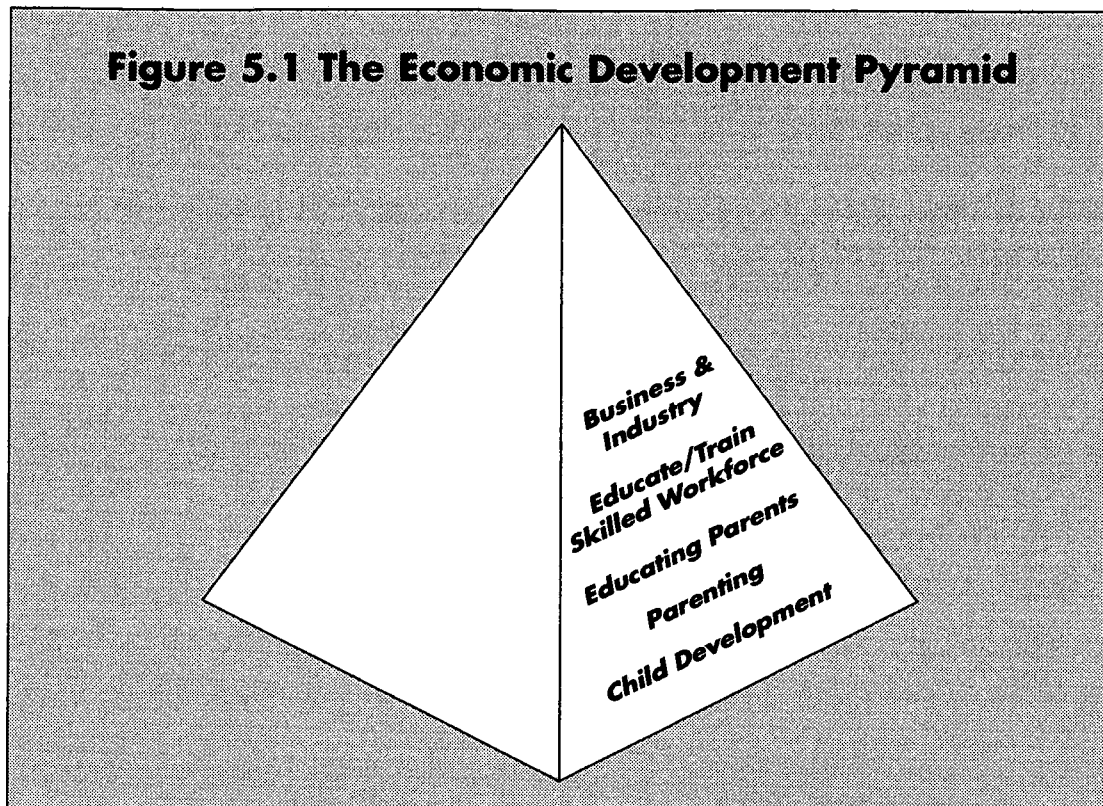 Figure 5.1 The Economic Development Pyramid
Business &
Industry
Educate/Train
Skilled Workforce
Educating Parents
Parenting
Child Development